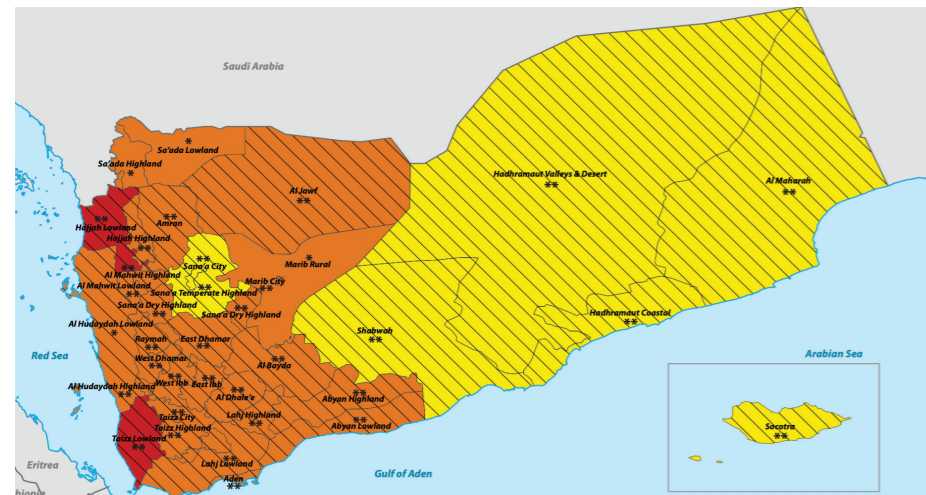 Saudi Arabia
Sa'ada Lowland
*
Sa'ada Highland
*
Hadhramaut Valleys & Desert
**
Al Maharah
**
Al Jawf
**
**
Amran
**
Hajjah Lowland
Hajjah Highland
**
**
Sana'a City
*
Marib Rural
**
Al Mahwit Highland
Al Mahwit Lowland
**
**
Sana'a Temperate Highland
Marib City
**
Sana'a Dry Highland
**
**
Sana'a Dry Highland
Hadhramaut Coastal
**
Al Hudaydah Lowland
*
Raymah
**
East Dhamar
**
Shabwah
**
Red Sea
West Dhamar
**
Al Bayda
**
Arabian Sea
West Ibb
**
East Ibb
**
Al Hudaydah Highland
**
Al Dhale'e
**
Abyan Highland
**
Taizz City
**
Taizz Highland
**
Lahj Highland
**
Abyan Lowland
**
Taizz Lowland
**
Socotra
**
Lahj Lowland
**
Aden
**
Eritrea
Gulf of Aden
hiopia